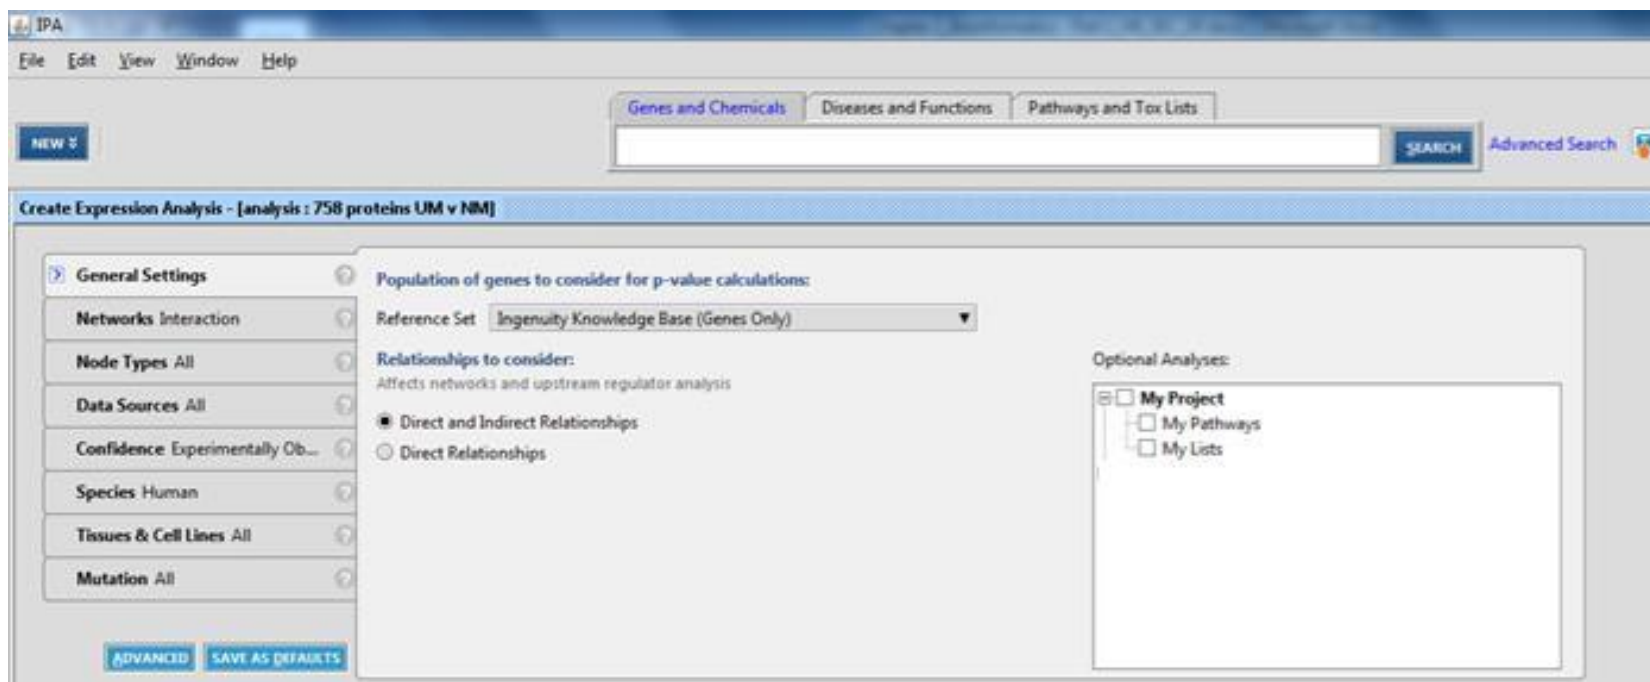 IPA
File Edit View Window Help
Genes and Chemicals Diseases and Functions Pathways and Tox Lists
NEW SEARCH Advanced Search
Create Expression Analysis - [analysis : 758 proteins UM v NM]
General Settings
Networks Interaction
Node Types All
Data Sources All
Confidence Experimentally Ob...
Species Human
Tissues & Cell Lines All
Mutation All
ADVANCED SAVE AS DEFAULTS
Population of genes to consider for p-value calculations:
Reference Set Ingenuity Knowledge Base (Genes Only)
Relationships to consider:
Affects networks and upstream regulator analysis
Direct and Indirect Relationships
Direct Relationships
Optional Analyses:
My Project
My Pathways
My Lists